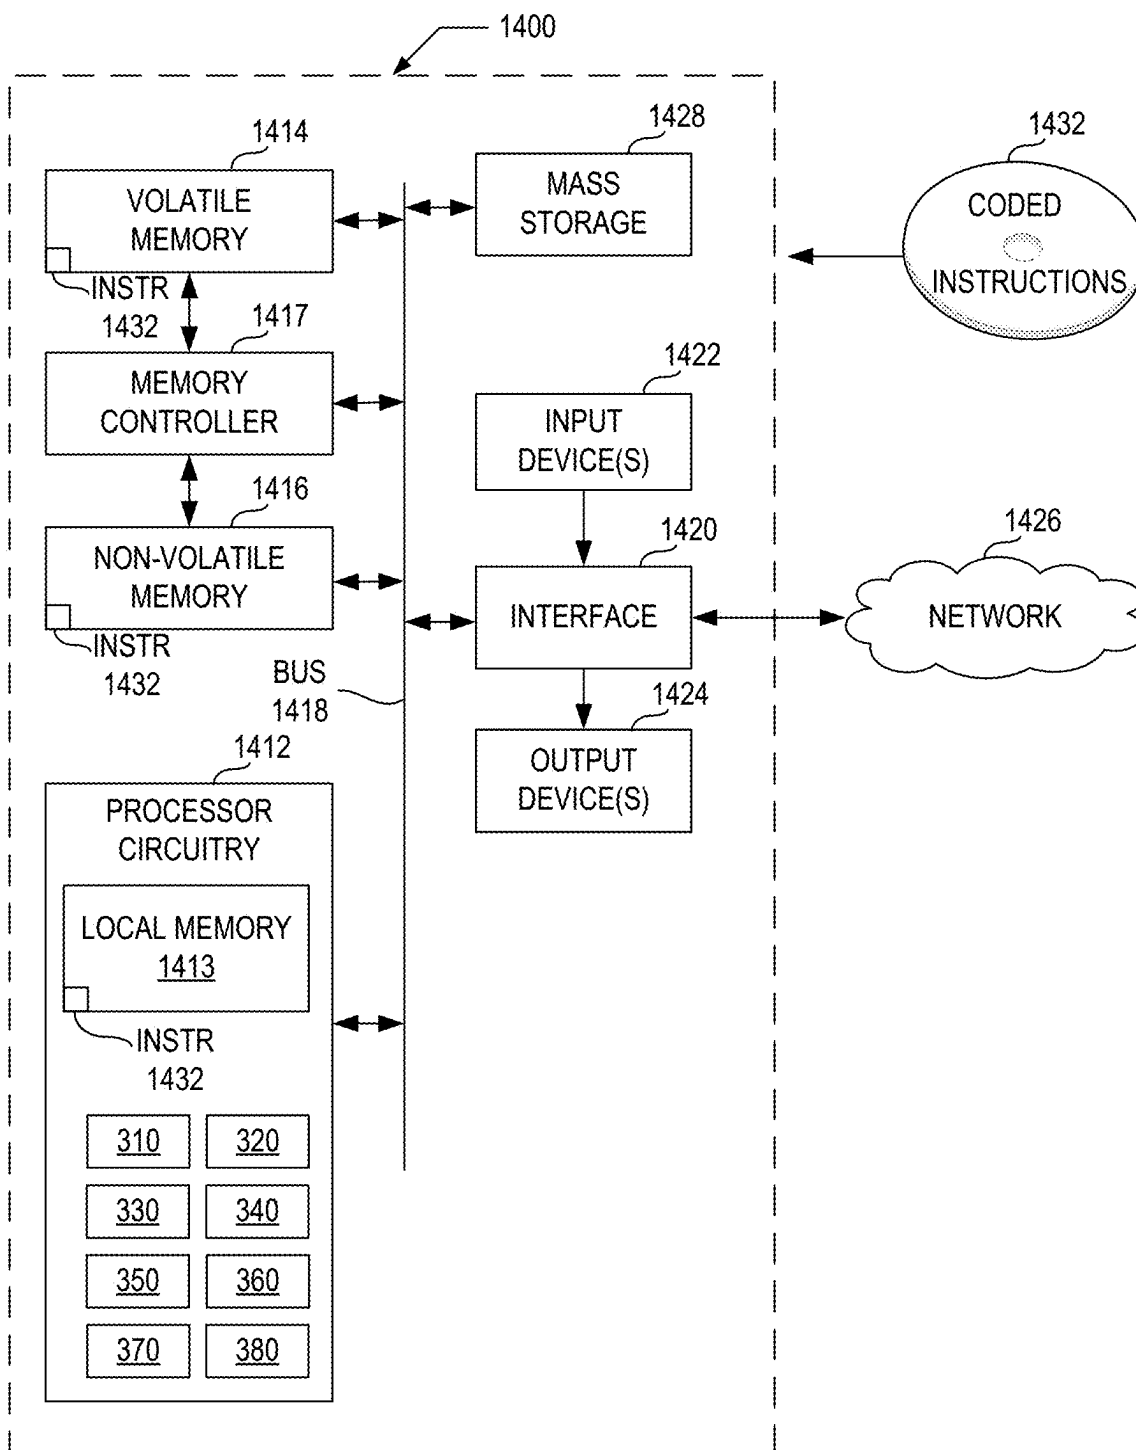 1400
1414
VOLATILE
MEMORY
INSTR
1432
1428
MASS
STORAGE
1432
CODED
INSTRUCTIONS
1417
MEMORY
CONTROLLER
1422
INPUT
DEVICE(S)
1416
NON-VOLATILE
MEMORY
INSTR
1432
1420
INTERFACE
1426
NETWORK
BUS
1418
1424
OUTPUT
DEVICE(S)
1412
PROCESSOR
CIRCUITRY
LOCAL MEMORY
1413
INSTR
1432
310
320
330
340
350
360
370
380